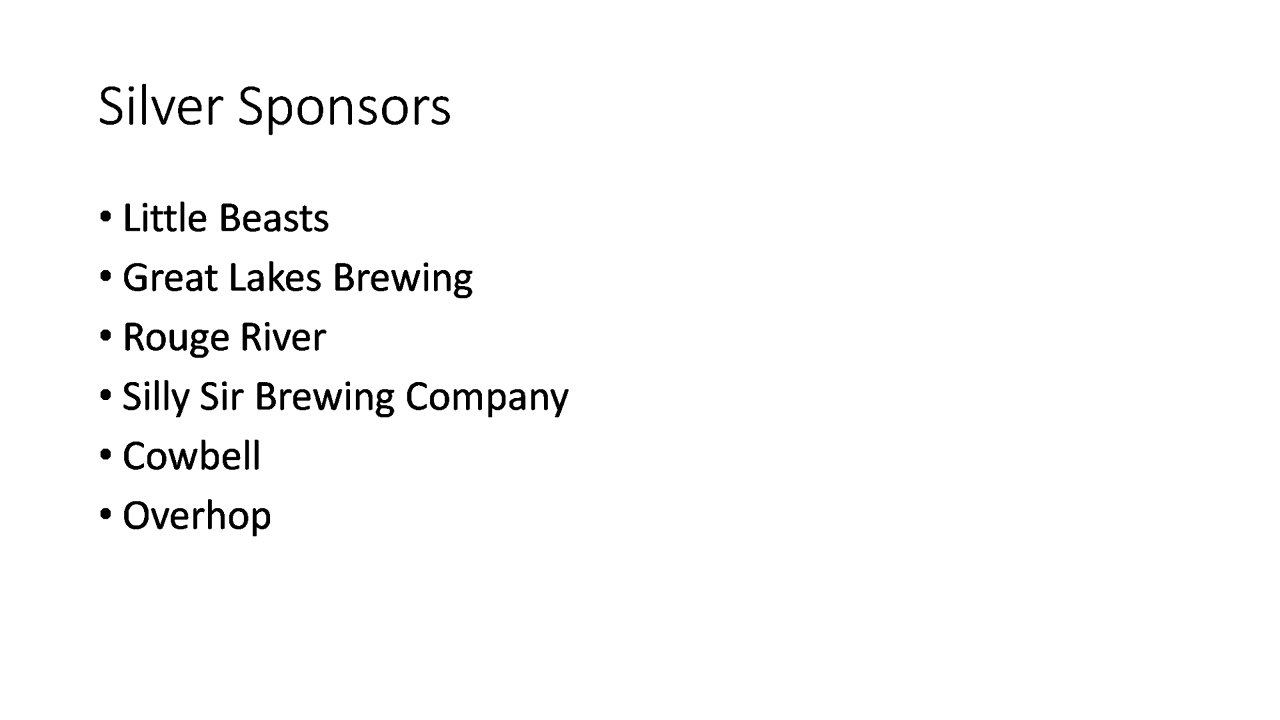 Silver Sponsors
• Little Beasts
• Great Lakes Brewing
• Rouge River
• Silly Sir Brewing Company
• Cowbell
• Overhop